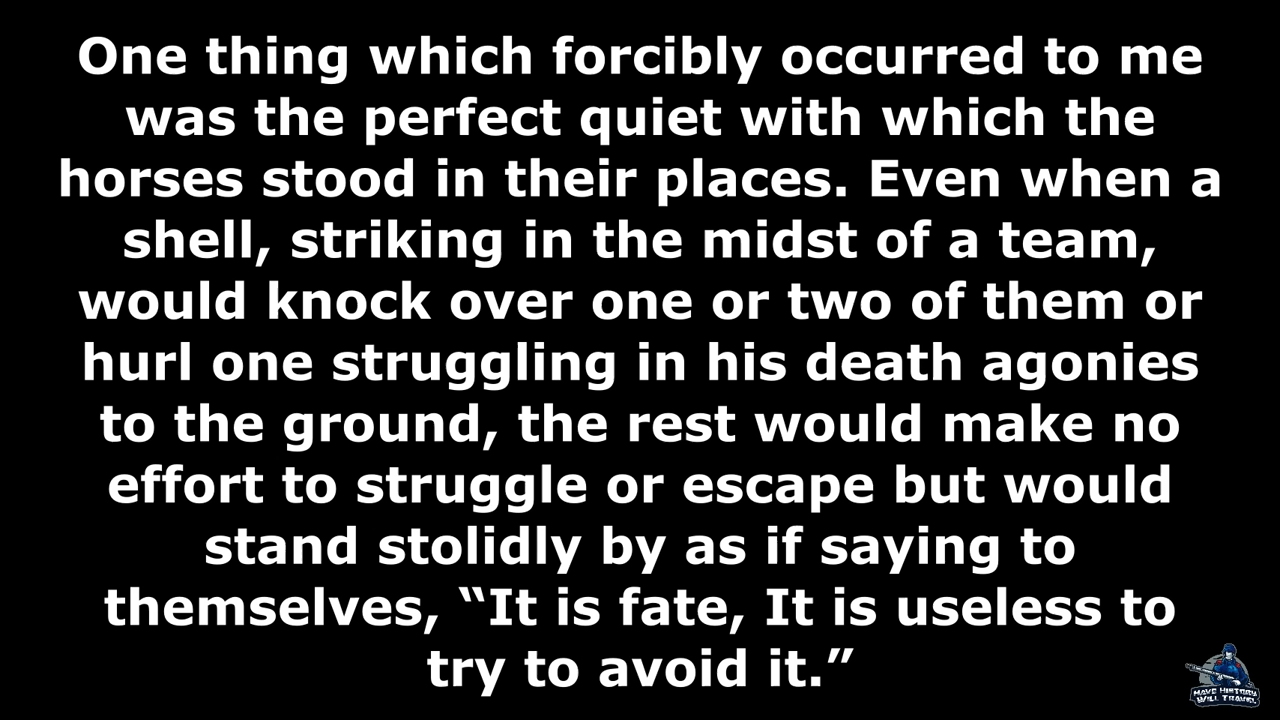 One thing which forcibly occurred to me
was the perfect quiet with which the
horses stood in their places. Even when a
shell, striking in the midst of a team,
would knock over one or two of them or
hurl one struggling in his death agonies
to the ground, the rest would make no
effort to struggle or escape but would
stand stolidly by as if saying to
themselves, “It is fate, It is useless to
try to avoid it.”
HAVE HISTORY
WILL TRAVEL